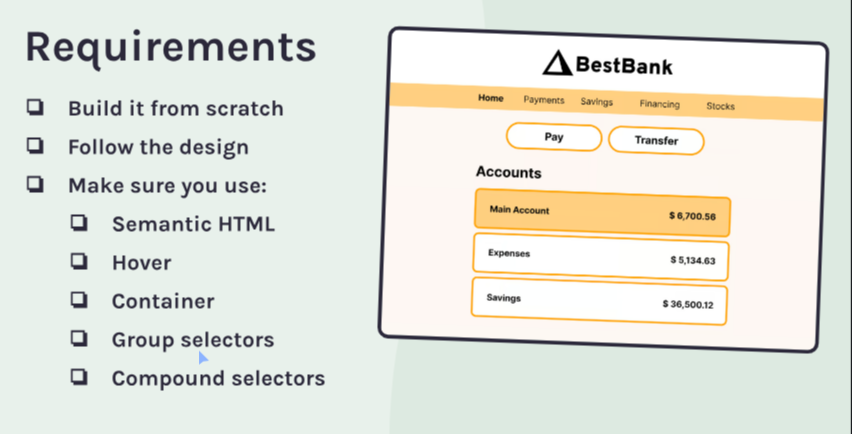 Requirements
Build it from scratch
Follow the design
Make sure you use:
Semantic HTML
Hover
Container
Group selectors
Compound selectors
BestBank
Home Payments Savings Financing Stocks
Pay Transfer
Accounts
Main Account $ 6,700.56
Expenses $ 5,134.63
Savings $ 36,500.12